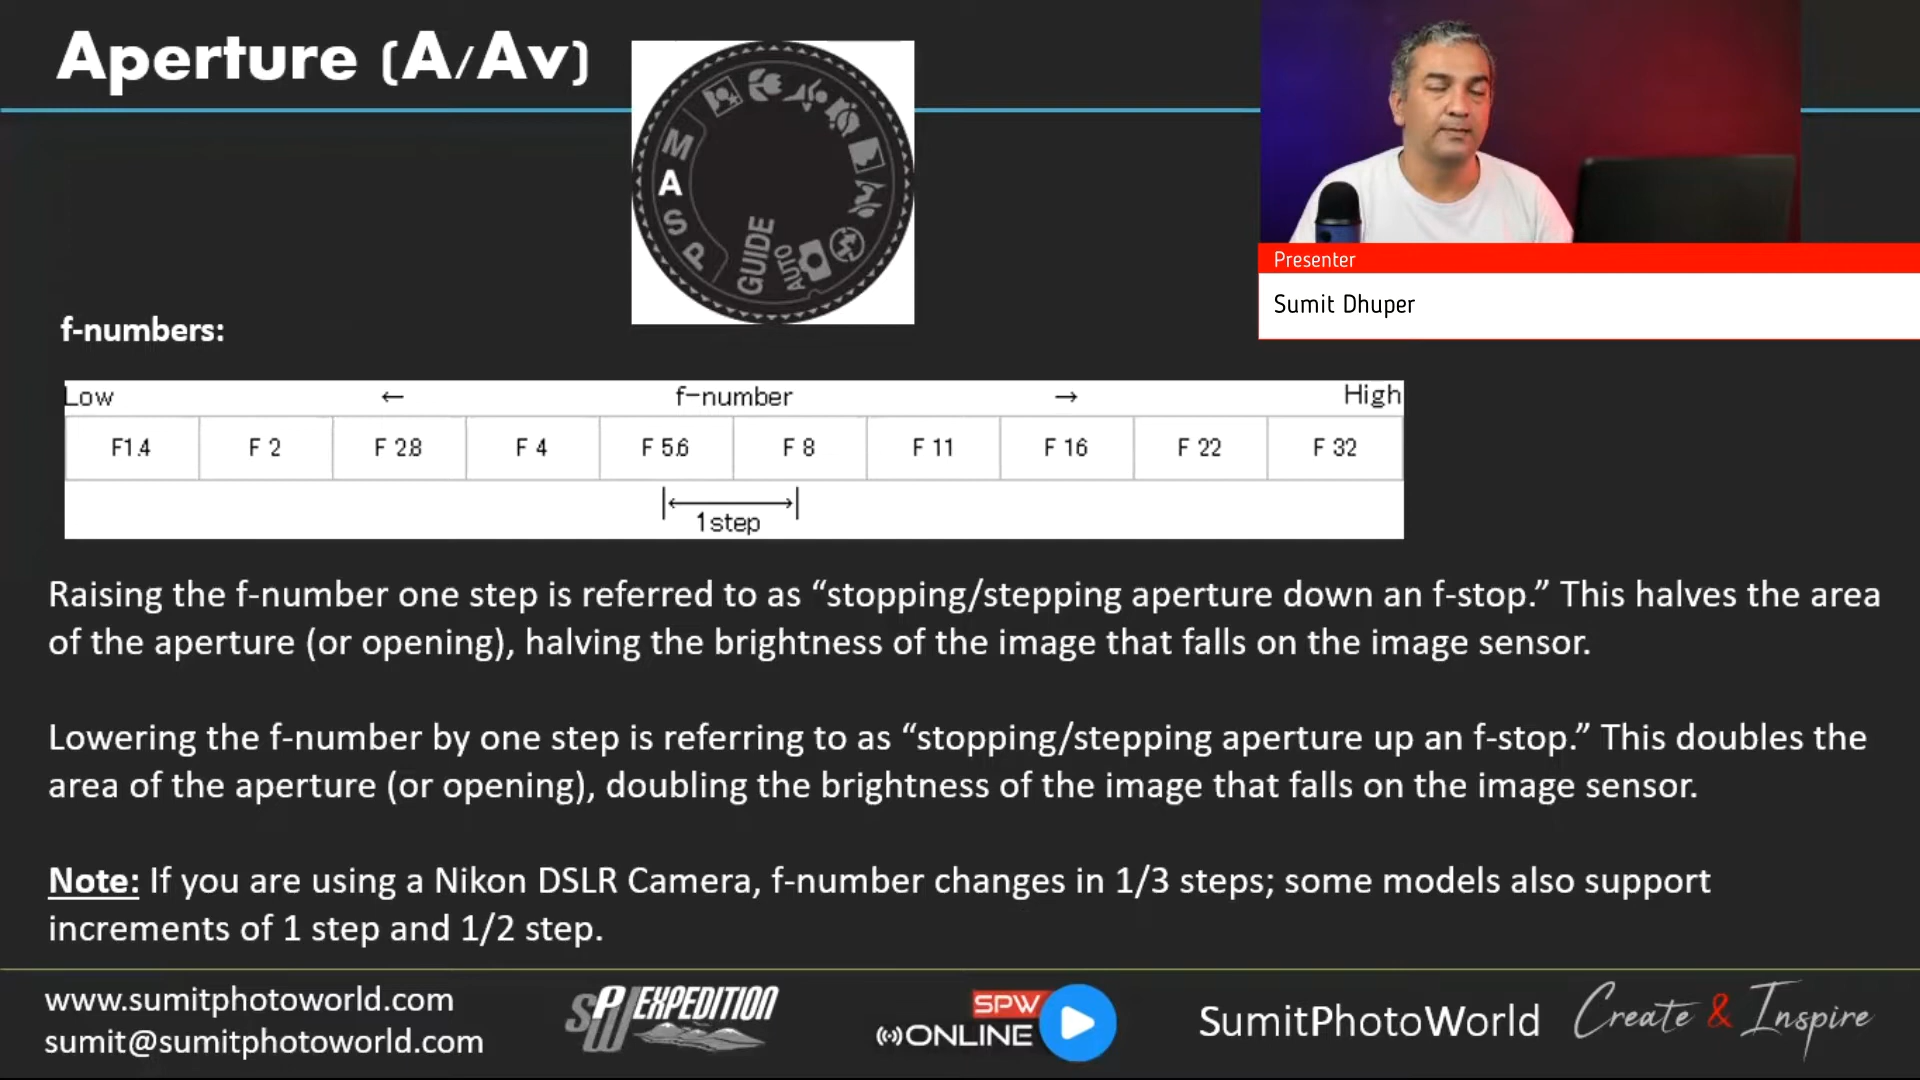 Aperture (A/Av)
M
A
S
P
GUIDE
AUTO
Presenter
Sumit Dhuper
f-numbers:
Low ← f-number → High
F1.4 F 2 F 2.8 F 4 F 5.6 F 8 F 11 F 16 F 22 F 32
1step
Raising the f-number one step is referred to as “stopping/stepping aperture down an f-stop.” This halves the area
of the aperture (or opening), halving the brightness of the image that falls on the image sensor.
Lowering the f-number by one step is referring to as “stopping/stepping aperture up an f-stop.” This doubles the
area of the aperture (or opening), doubling the brightness of the image that falls on the image sensor.
Note: If you are using a Nikon DSLR Camera, f-number changes in 1/3 steps; some models also support
increments of 1 step and 1/2 step.
www.sumitphotoworld.com
sumit@sumitphotoworld.com
SPW EXPEDITION
SPW
ONLINE
SumitPhotoWorld
Create & Inspire